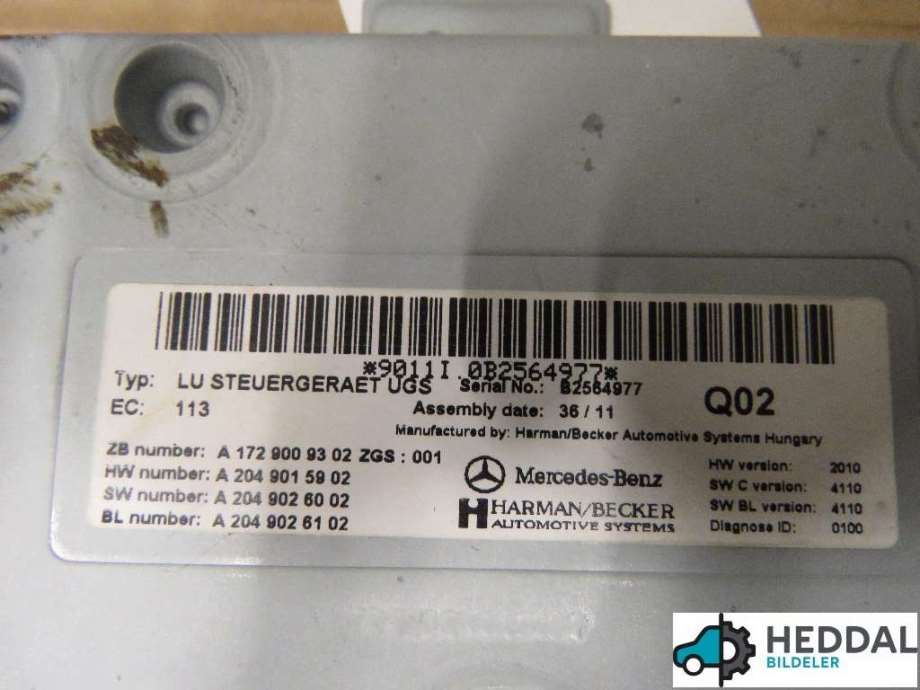 *9011I.0B2564977*
Typ: LU STEUERGERAET UGS Serial No.: B2564977
EC: 113 Assembly date: 36 / 11 Q02
Manufactured by: Harman/Becker Automotive Systems Hungary
ZB number: A 172 900 93 02 ZGS : 001
HW number: A 204 901 59 02
SW number: A 204 902 60 02
BL number: A 204 902 61 02
Mercedes-Benz
HARMAN/BECKER
AUTOMOTIVE SYSTEMS
HW version: 2010
SW C version: 4110
SW BL version: 4110
Diagnose ID: 0100
HEDDAL
BILDELER